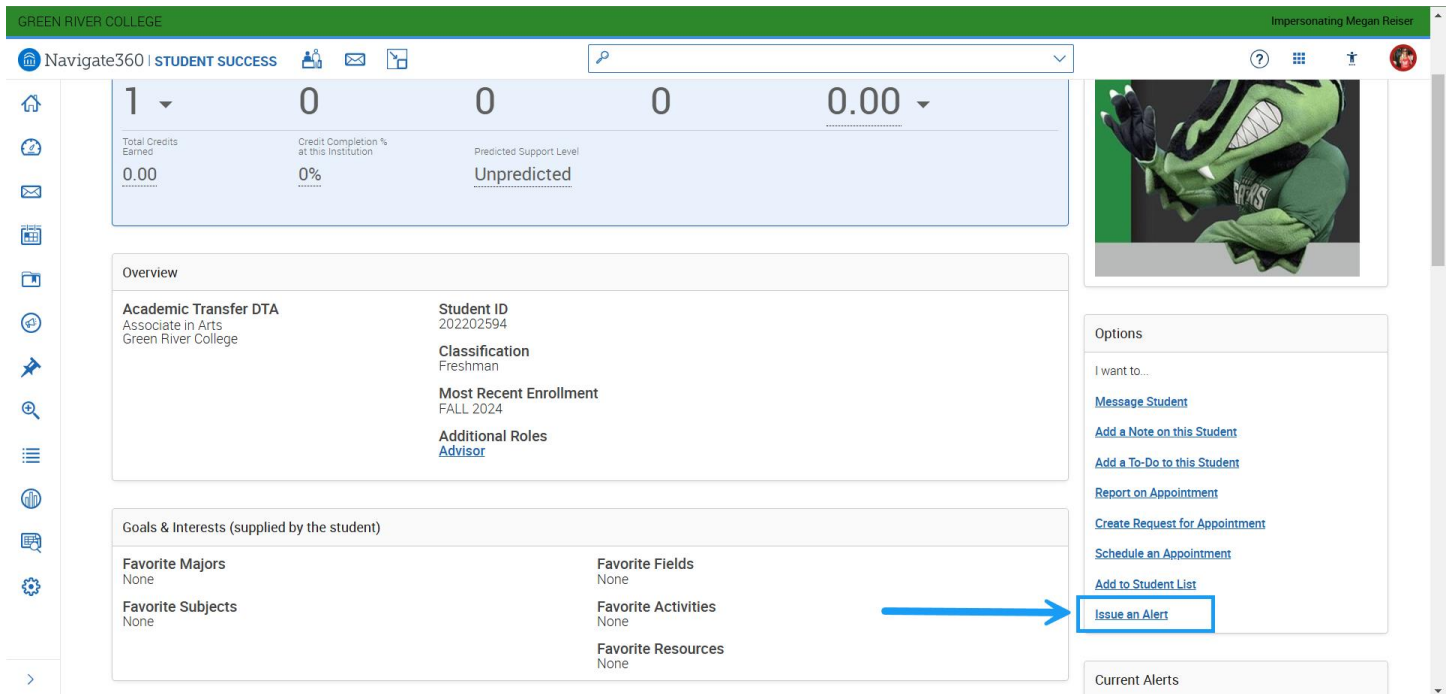 GREEN RIVER COLLEGE
Impersonating Megan Reiser
Navigate360 | STUDENT SUCCESS
1
0
0
0
0.00
Total Credits
Earned
0.00
Credit Completion %
at this Institution
0%
Predicted Support Level
Unpredicted
Overview
Academic Transfer DTA
Associate in Arts
Green River College
Student ID
202202594
Classification
Freshman
Most Recent Enrollment
FALL 2024
Additional Roles
Advisor
Goals & Interests (supplied by the student)
Favorite Majors
None
Favorite Subjects
None
Favorite Fields
None
Favorite Activities
None
Favorite Resources
None
Options
I want to...
Message Student
Add a Note on this Student
Add a To-Do to this Student
Report on Appointment
Create Request for Appointment
Schedule an Appointment
Add to Student List
Issue an Alert
Current Alerts